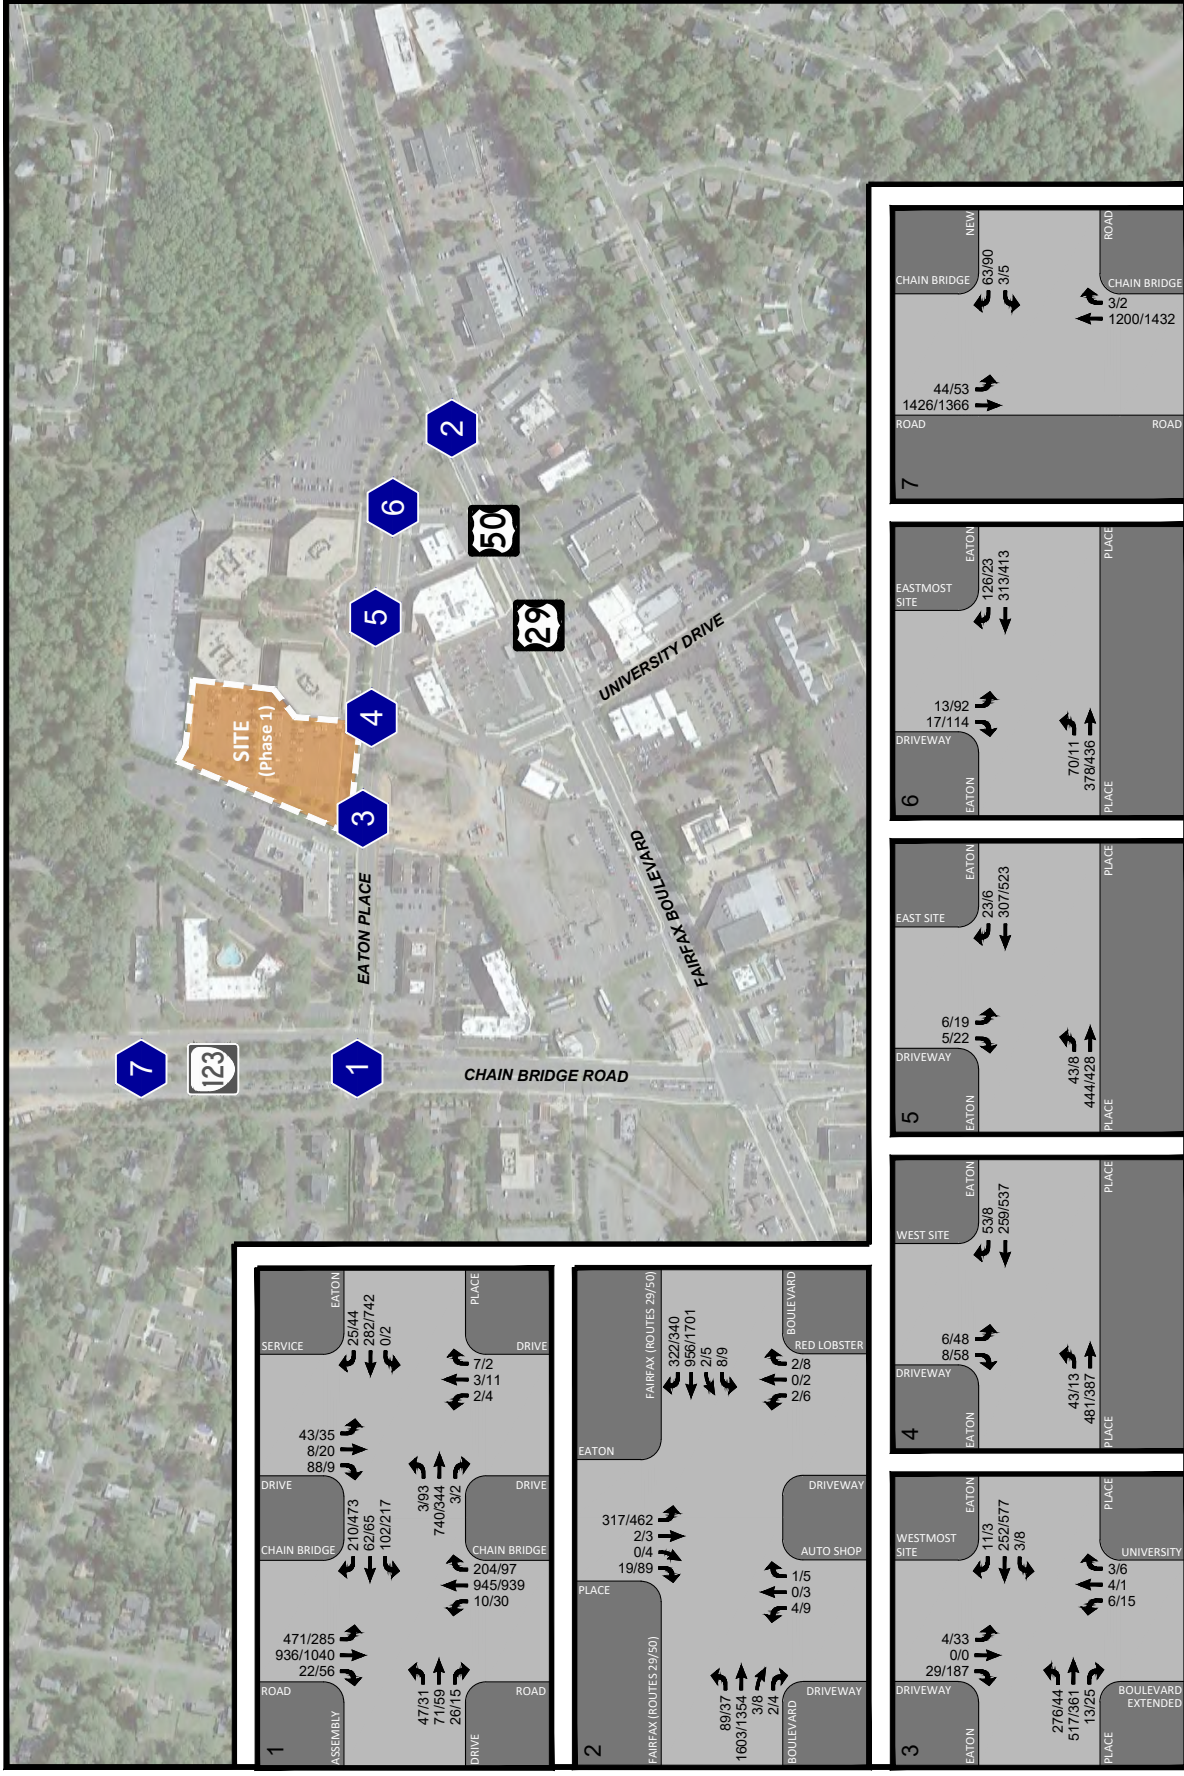 SITE
(Phase 1)
7
123
1
3
4
5
6
2
50
29
EATON PLACE
CHAIN BRIDGE ROAD
FAIRFAX BOULEVARD
UNIVERSITY DRIVE
1
ROAD
ASSEMBLY
DRIVE
CHAIN BRIDGE
SERVICE
EATON
471/285
936/1040
22/56
210/473
62/65
102/217
43/35
8/20
88/9
25/44
282/742
0/2
47/31
71/59
26/15
204/97
945/939
10/30
3/93
740/344
3/2
7/2
3/11
2/4
DRIVE
ROAD
CHAIN BRIDGE
DRIVE
DRIVE
PLACE
2
FAIRFAX (ROUTES 29/50)
PLACE
EATON
FAIRFAX (ROUTES 29/50)
317/462
2/3
0/4
19/89
322/340
956/1701
2/5
8/9
89/37
1603/1354
3/8
2/4
1/5
0/3
4/9
2/8
0/2
2/6
BOULEVARD
DRIVEWAY
AUTO SHOP
DRIVEWAY
RED LOBSTER
BOULEVARD
3
DRIVEWAY
EATON
WESTMOST
SITE
EATON
4/33
0/0
29/187
11/3
252/577
3/8
276/44
517/361
13/25
3/6
4/1
6/15
PLACE
BOULEVARD
EXTENDED
UNIVERSITY
PLACE
4
DRIVEWAY
EATON
WEST SITE
EATON
6/48
8/58
53/8
259/537
43/13
481/387
PLACE
PLACE
5
DRIVEWAY
EATON
EAST SITE
EATON
6/19
5/22
23/6
307/523
43/8
444/428
PLACE
PLACE
6
DRIVEWAY
EATON
EASTMOST
SITE
EATON
13/92
17/114
126/23
313/413
70/11
378/436
PLACE
PLACE
7
ROAD
CHAIN BRIDGE
NEW
44/53
1426/1366
63/90
3/5
3/2
1200/1432
ROAD
CHAIN BRIDGE
ROAD